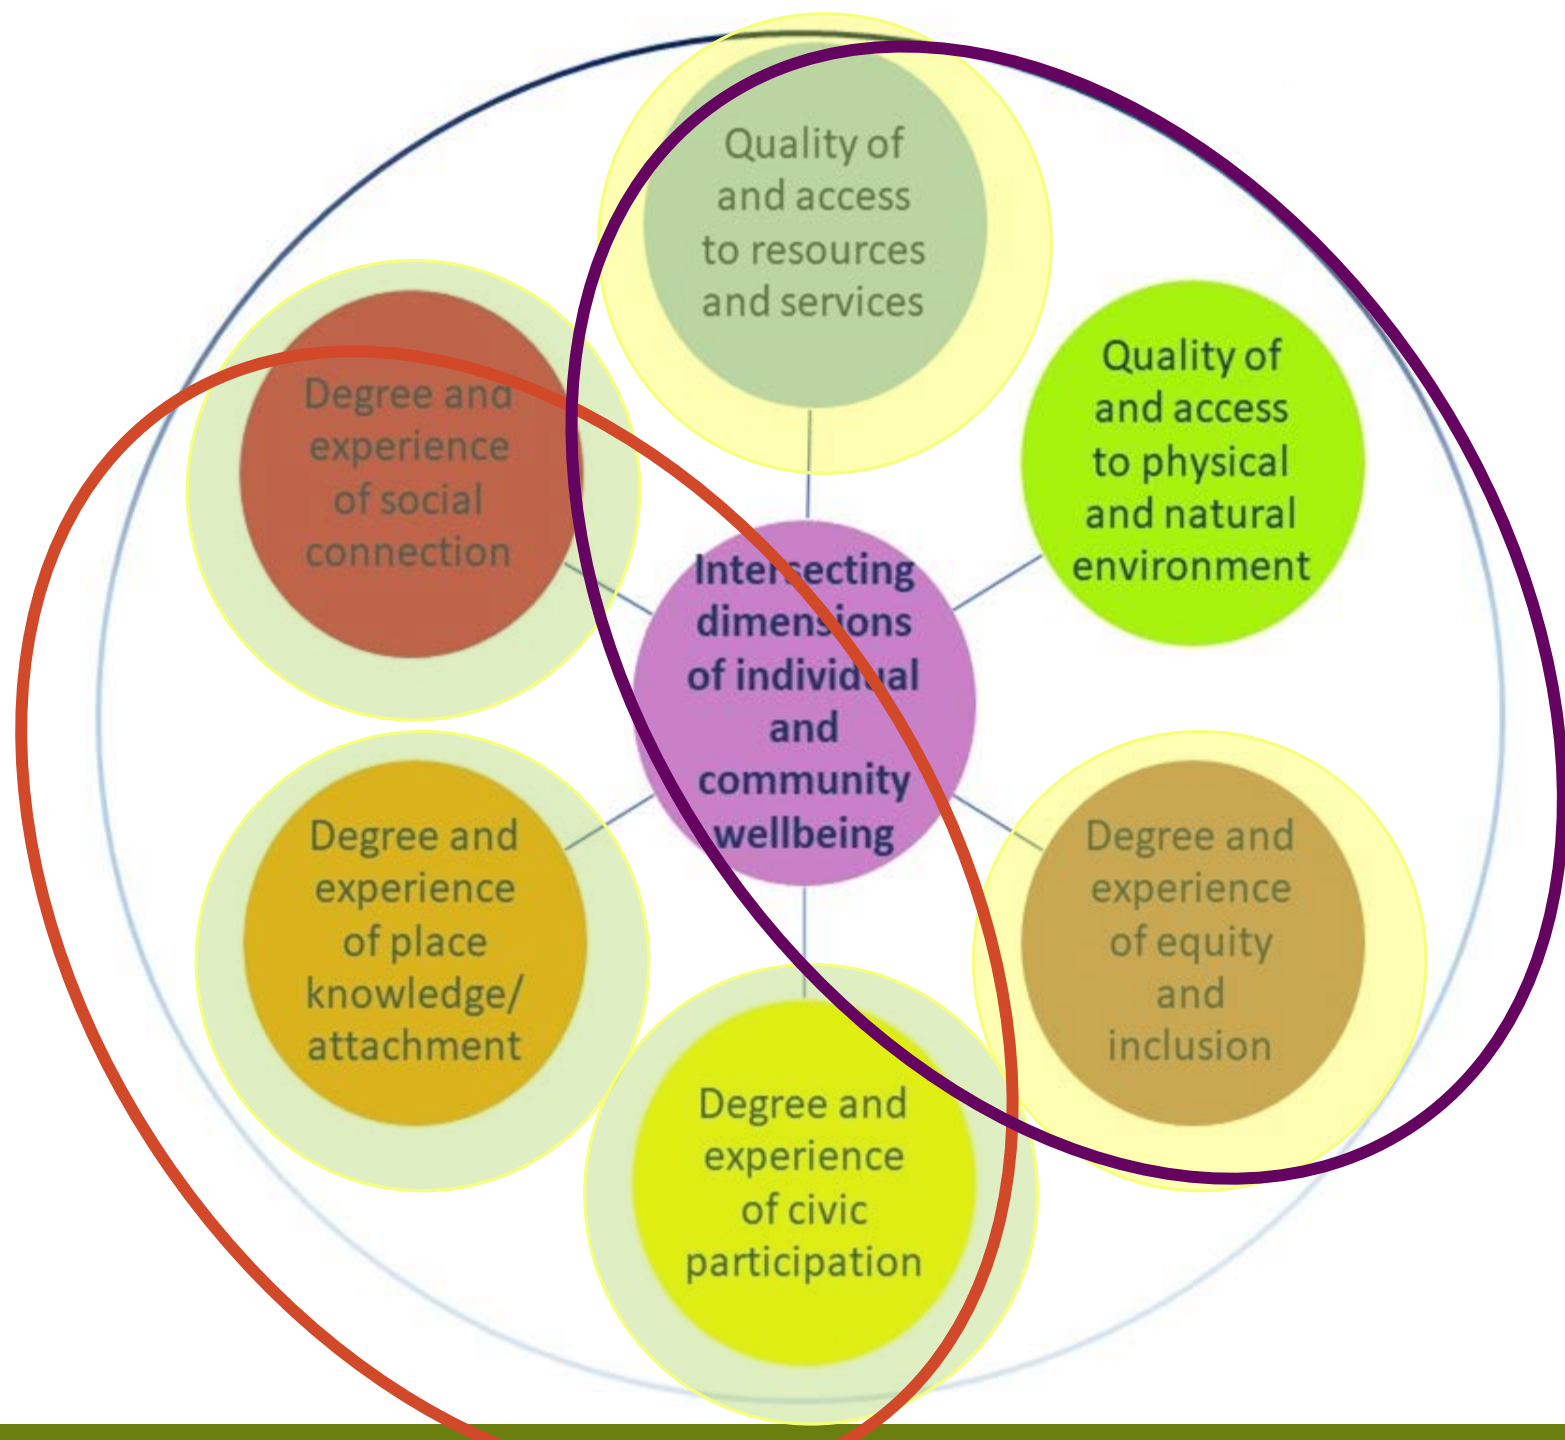 Quality of
and access
to resources
and services
Quality of
and access
to physical
and natural
environment
Degree and
experience
of social
connection
Intersecting
dimensions
of individual
and
community
wellbeing
Degree and
experience
of place
knowledge/
attachment
Degree and
experience
of equity
and
inclusion
Degree and
experience
of civic
participation